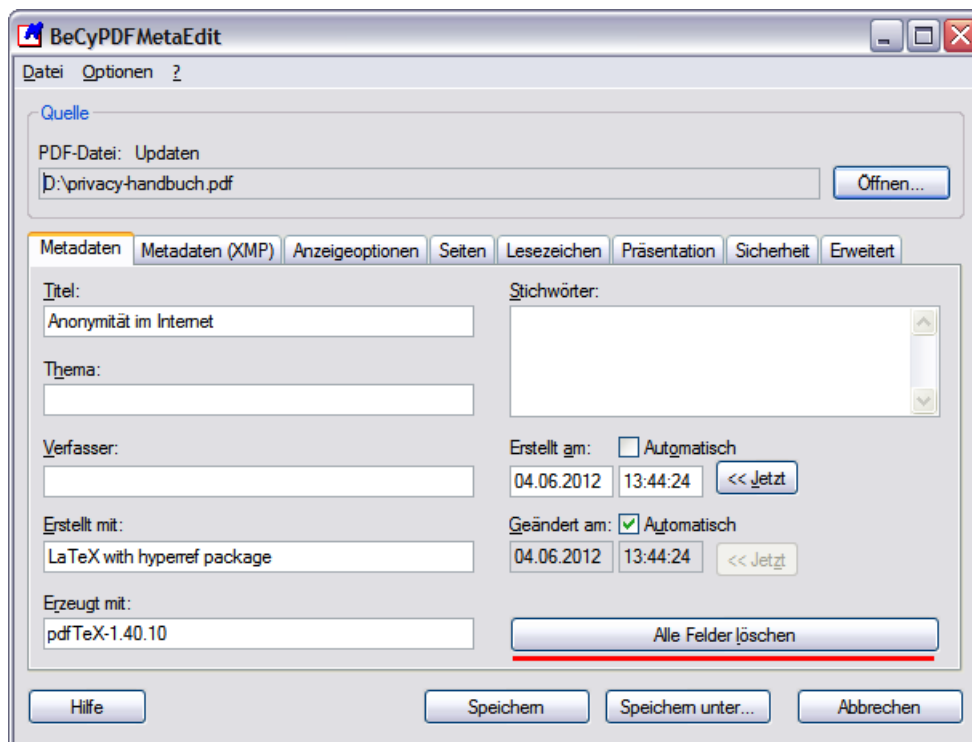 BeCyPDFMetaEdit
Datei Optionen ?
Quelle
PDF-Datei: Updaten
D:\privacy-handbuch.pdf Öffnen...
Metadaten Metadaten (XMP) Anzeigeoptionen Seiten Lesezeichen Präsentation Sicherheit Erweitert
Titel: Stichwörter:
Anonymität im Internet
Thema:
Verfasser: Erstellt am: Automatisch
04.06.2012 13:44:24 << Jetzt
Erstellt mit: Geändert am: Automatisch
LaTeX with hyperref package 04.06.2012 13:44:24 << Jetzt
Erzeugt mit:
pdfTeX-1.40.10 Alle Felder löschen
Hilfe Speichern Speichern unter... Abbrechen